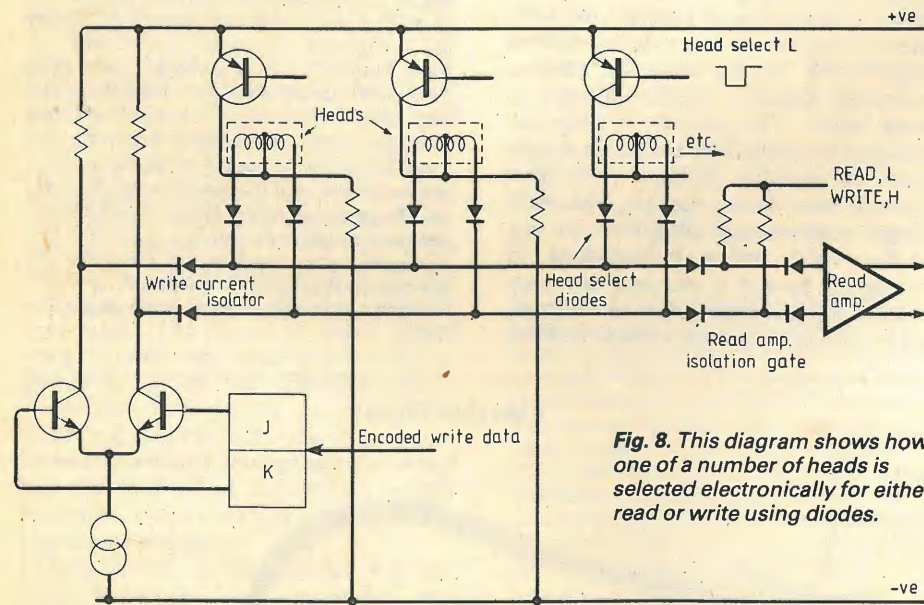 +ve
Head select L
Heads
etc.
READ, L
WRITE,H
Write current
isolator
Head select
diodes
Read
amp.
Read amp.
isolation gate
J
K
Encoded write data
Fig. 8. This diagram shows how
one of a number of heads is
selected electronically for either
read or write using diodes.
-ve